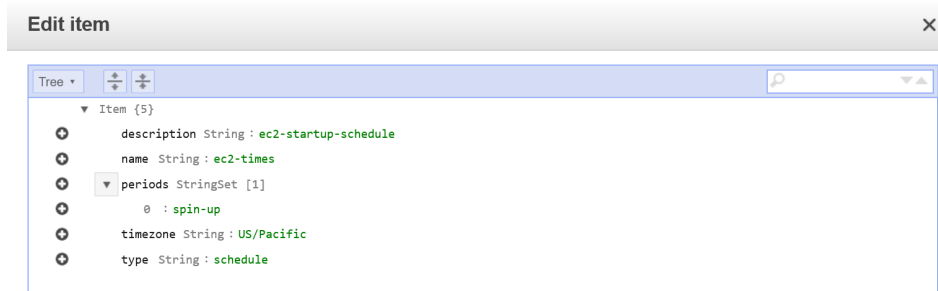 Edit item
Tree
Item {5}
description String : ec2-startup-schedule
name String : ec2-times
periods StringSet [1]
0 : spin-up
timezone String : US/Pacific
type String : schedule